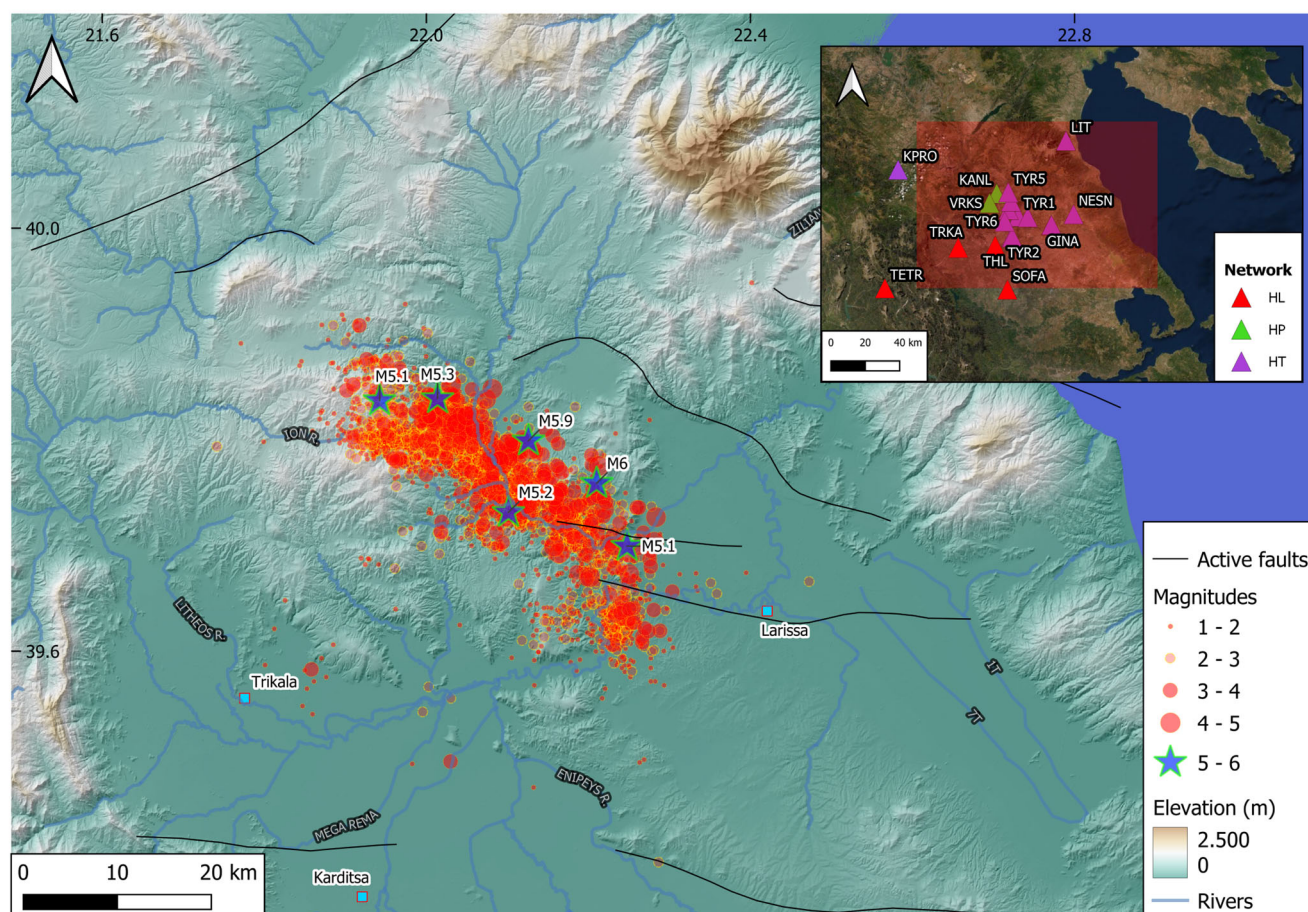 21.6
22.0
22.4
22.8
40.0
39.6
ION R.
LITHEOS R.
MEGA REMA
ENIPEYS R.
1T
7T
M5.1
M5.3
M5.9
M6
M5.2
M5.1
Larissa
Trikala
Karditsa
0 10 20 km
LIT
KPRO
KANL
TYR5
VRKS
TYR1
NESN
TYR6
TRKA
GINA
THL
TYR2
TETR
SOFA
0 20 40 km
Network
HL
HP
HT
Active faults
Magnitudes
1 - 2
2 - 3
3 - 4
4 - 5
5 - 6
Elevation (m)
2.500
0
Rivers